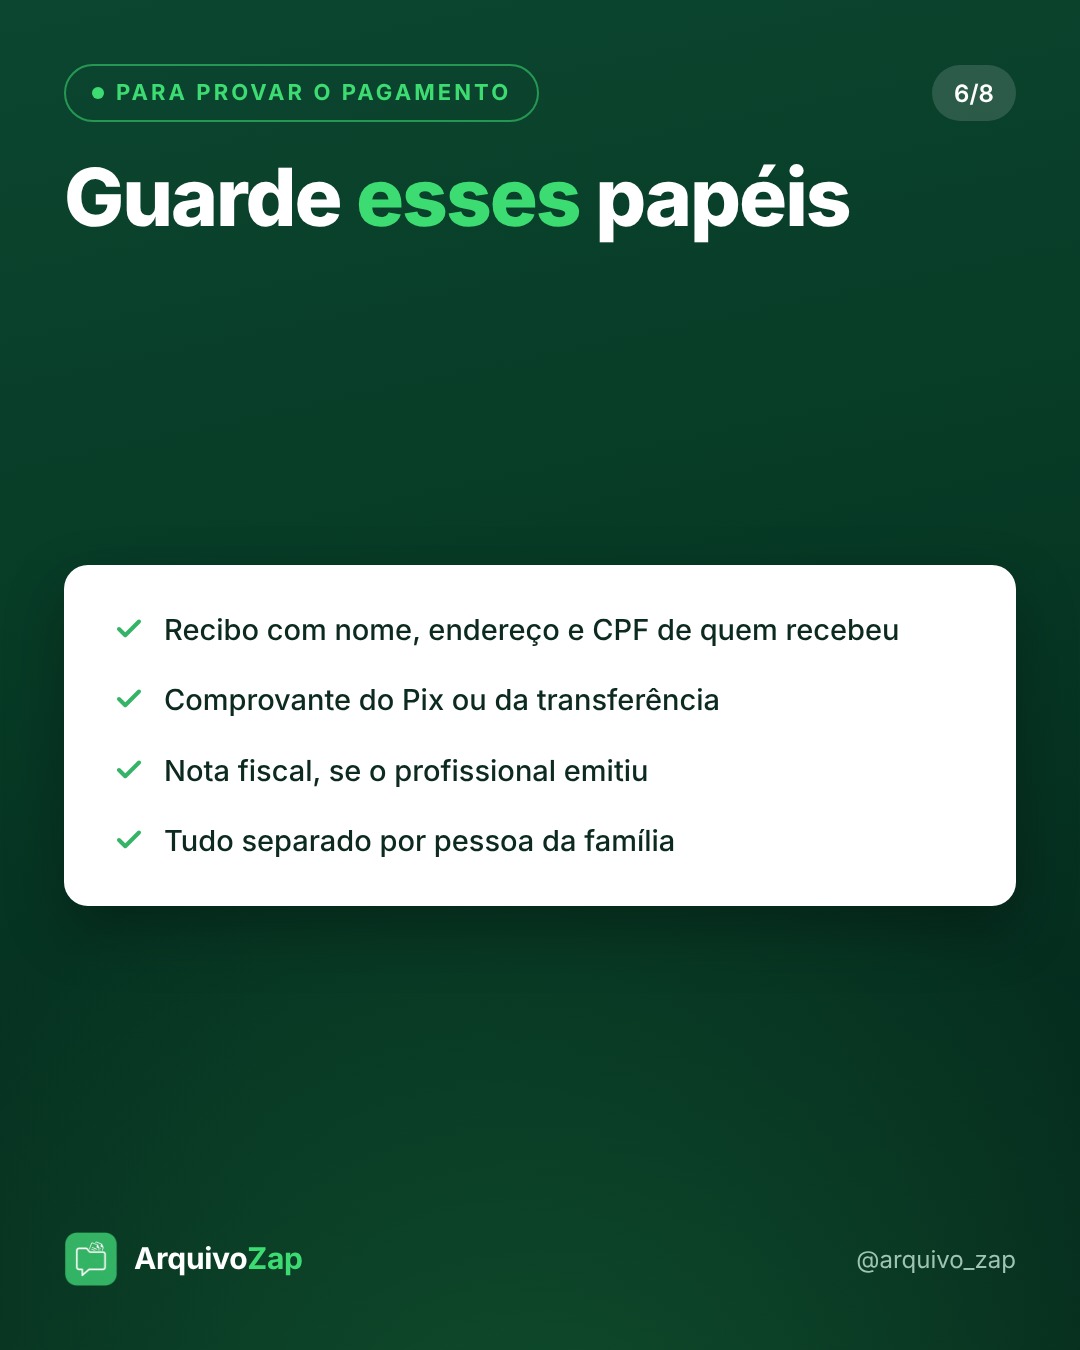 PARA PROVAR O PAGAMENTO
6/8
Guarde esses papéis
Recibo com nome, endereço e CPF de quem recebeu
Comprovante do Pix ou da transferência
Nota fiscal, se o profissional emitiu
Tudo separado por pessoa da família
ArquivoZap
@arquivo_zap